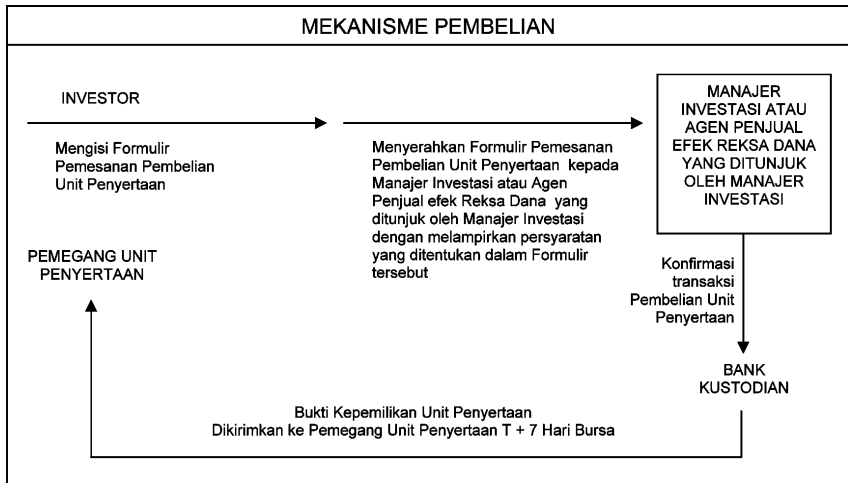 MEKANISME PEMBELIAN
INVESTOR
Mengisi Formulir
Pemesanan Pembelian
Unit Penyertaan
Menyerahkan Formulir Pemesanan
Pembelian Unit Penyertaan kepada
Manajer Investasi atau Agen
Penjual efek Reksa Dana yang
ditunjuk oleh Manajer Investasi
dengan melampirkan persyaratan
yang ditentukan dalam Formulir
tersebut
MANAJER
INVESTASI ATAU
AGEN PENJUAL
EFEK REKSA DANA
YANG DITUNJUK
OLEH MANAJER
INVESTASI
Konfirmasi
transaksi
Pembelian Unit
Penyertaan
BANK
KUSTODIAN
Bukti Kepemilikan Unit Penyertaan
Dikirimkan ke Pemegang Unit Penyertaan T + 7 Hari Bursa
PEMEGANG UNIT
PENYERTAAN